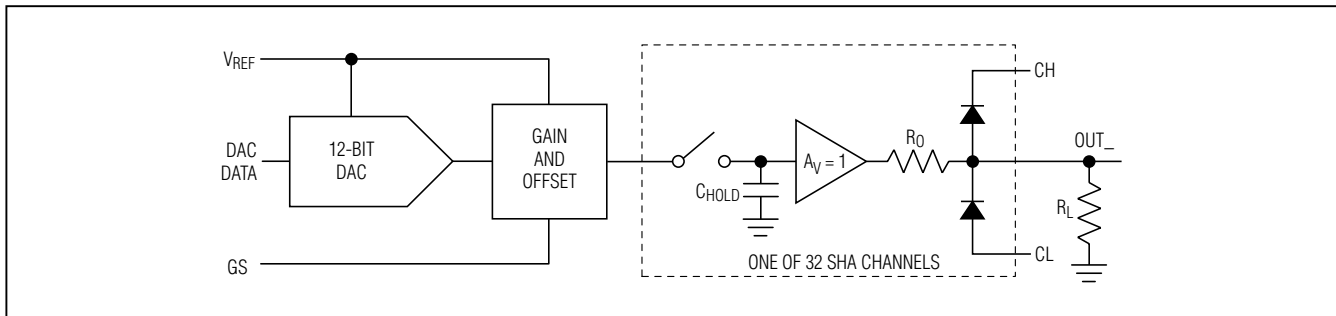 V_REF
DAC
DATA
12-BIT
DAC
GAIN
AND
OFFSET
GS
C_HOLD
A_V = 1
R_O
CH
OUT_
R_L
CL
ONE OF 32 SHA CHANNELS